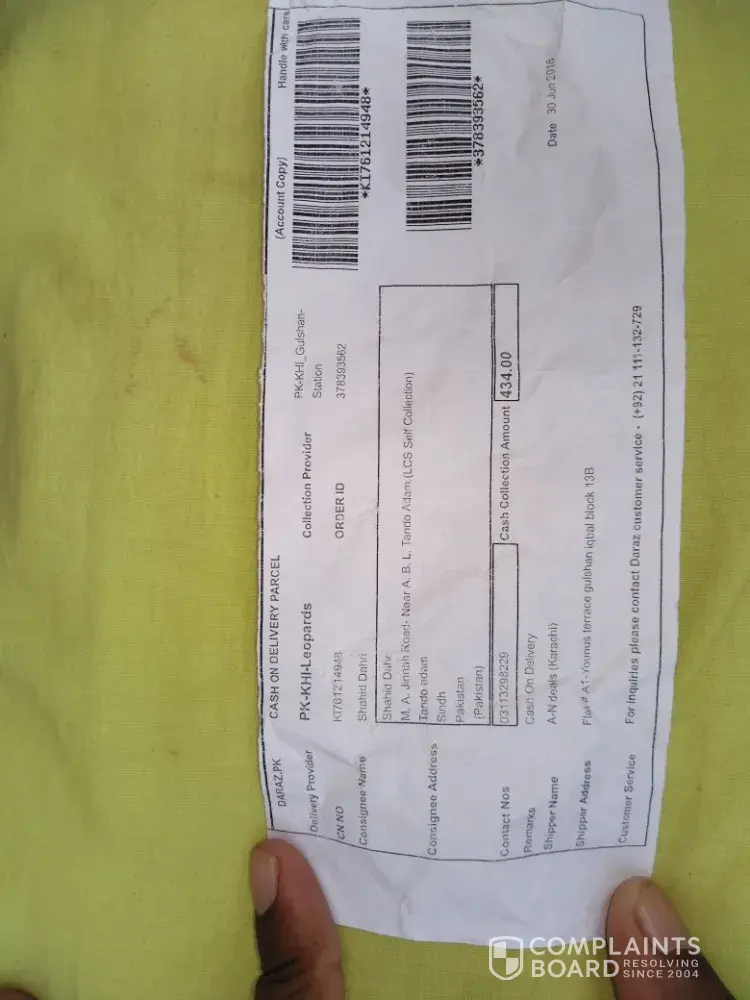 DARAZ.PK CASH ON DELIVERY PARCEL (Account Copy) Handle with care
Delivery Provider PK-KHI-Leopards Collection Provider PK-KHI_Gulshan-
Station
CN NO KI761214948 ORDER ID 378393562
*KI761214948*
Consignee Name Shahid Dahri
Consignee Address Shahid Dahri
M. A. Jinnah Road- Near A. B. L. Tando Adam.(LCS Self Collection)
Tando adam
Sindh
Pakistan
(Pakistan)
*378393562*
Contact Nos 03113298229 Cash Collection Amount 434.00
Remarks Cash On Delivery
Shipper Name A-N deals (Karachi) Date 30 Jun 2018
Shipper Address Flat # A1- Younus terrace gulshan iqbal block 13B
Customer Service For inquiries please contact Daraz customer service - (+92) 21 111-132-729
COMPLAINTS
BOARD RESOLVING
SINCE 2004